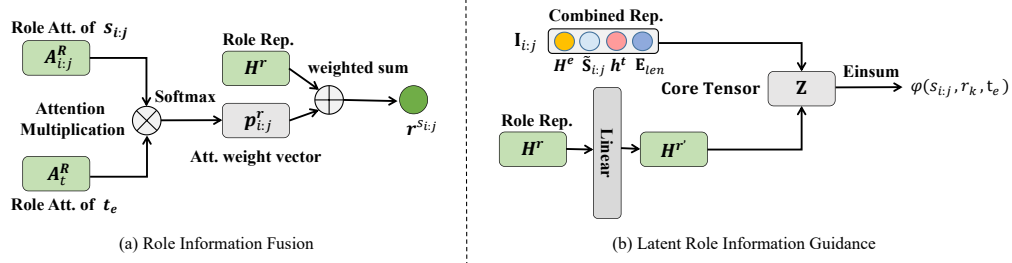 Role Att. of s_{i:j}
A^R_{i:j}
Attention
Multiplication
Softmax
A^R_t
Role Att. of t_e
Role Rep.
H^r
weighted sum
p^r_{i:j}
Att. weight vector
r^{s_{i:j}}
(a) Role Information Fusion
Combined Rep.
I_{i:j}
H^e S̃_{i:j} h^t E_{len}
Core Tensor
Z
Einsum
φ(s_{i:j}, r_k, t_e)
Role Rep.
H^r
Linear
H^{r'}
(b) Latent Role Information Guidance